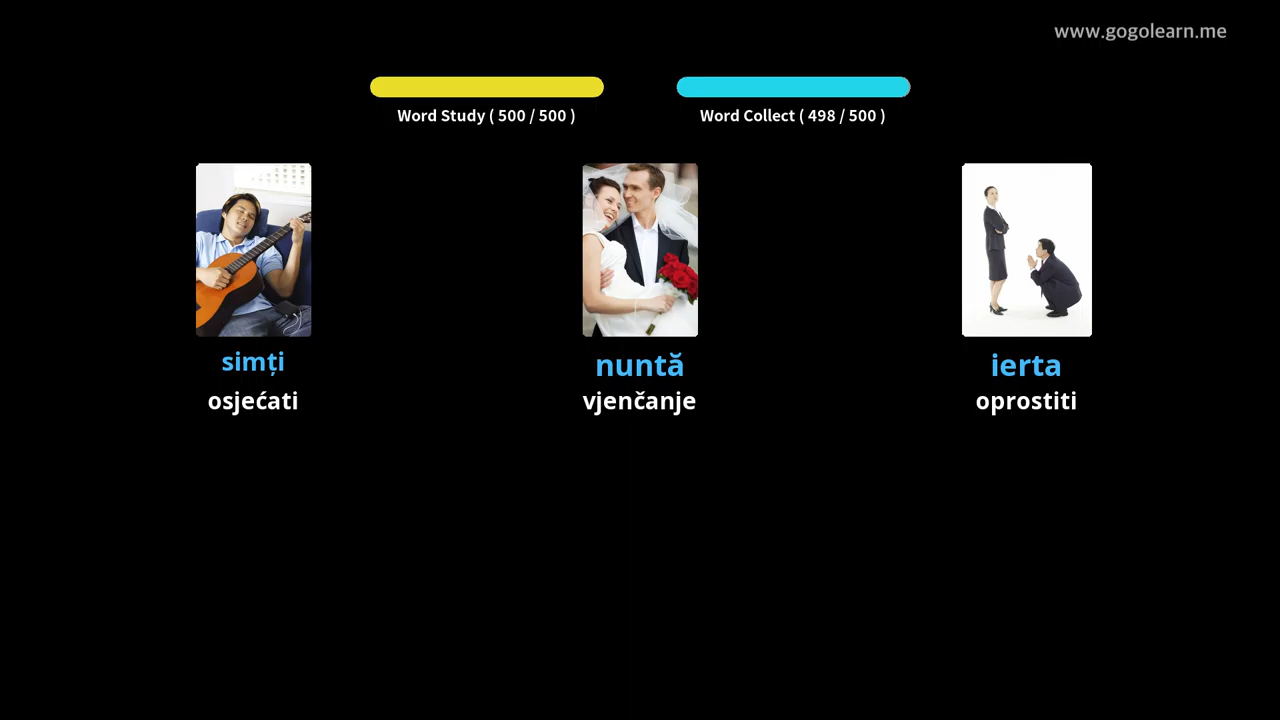 www.gogolearn.me
Word Study ( 500 / 500 )
Word Collect ( 498 / 500 )
simți
nuntă
ierta
osjećati
vjenčanje
oprostiti